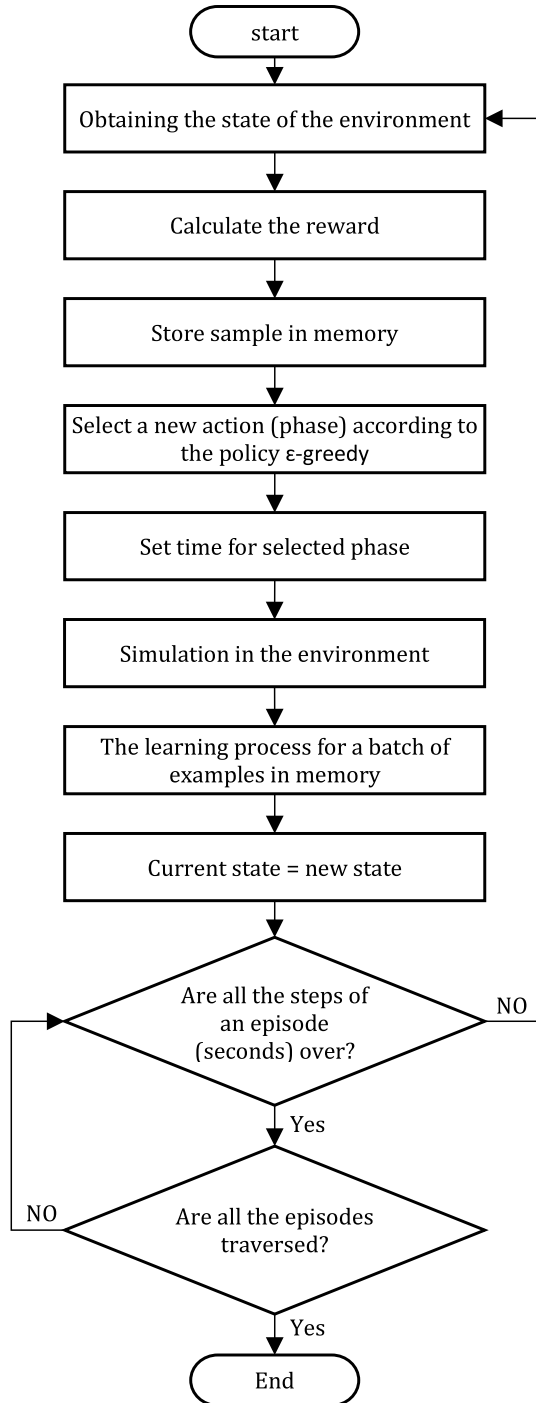 start
Obtaining the state of the environment
Calculate the reward
Store sample in memory
Select a new action (phase) according to
the policy ε-greedy
Set time for selected phase
Simulation in the environment
The learning process for a batch of
examples in memory
Current state = new state
Are all the steps of
an episode
(seconds) over?
NO
Yes
Are all the episodes
traversed?
NO
Yes
End